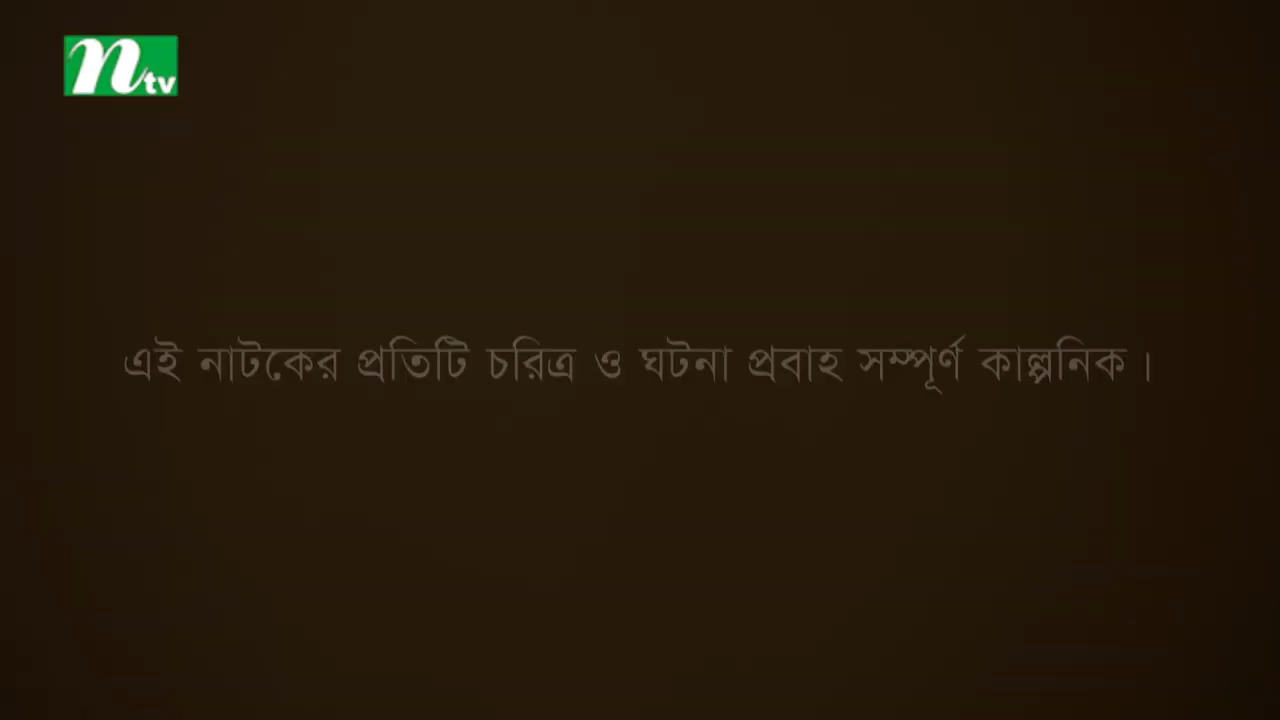 ntv
এই নাটকের প্রতিটি চরিত্র ও ঘটনা প্রবাহ সম্পূর্ণ কাল্পনিক।